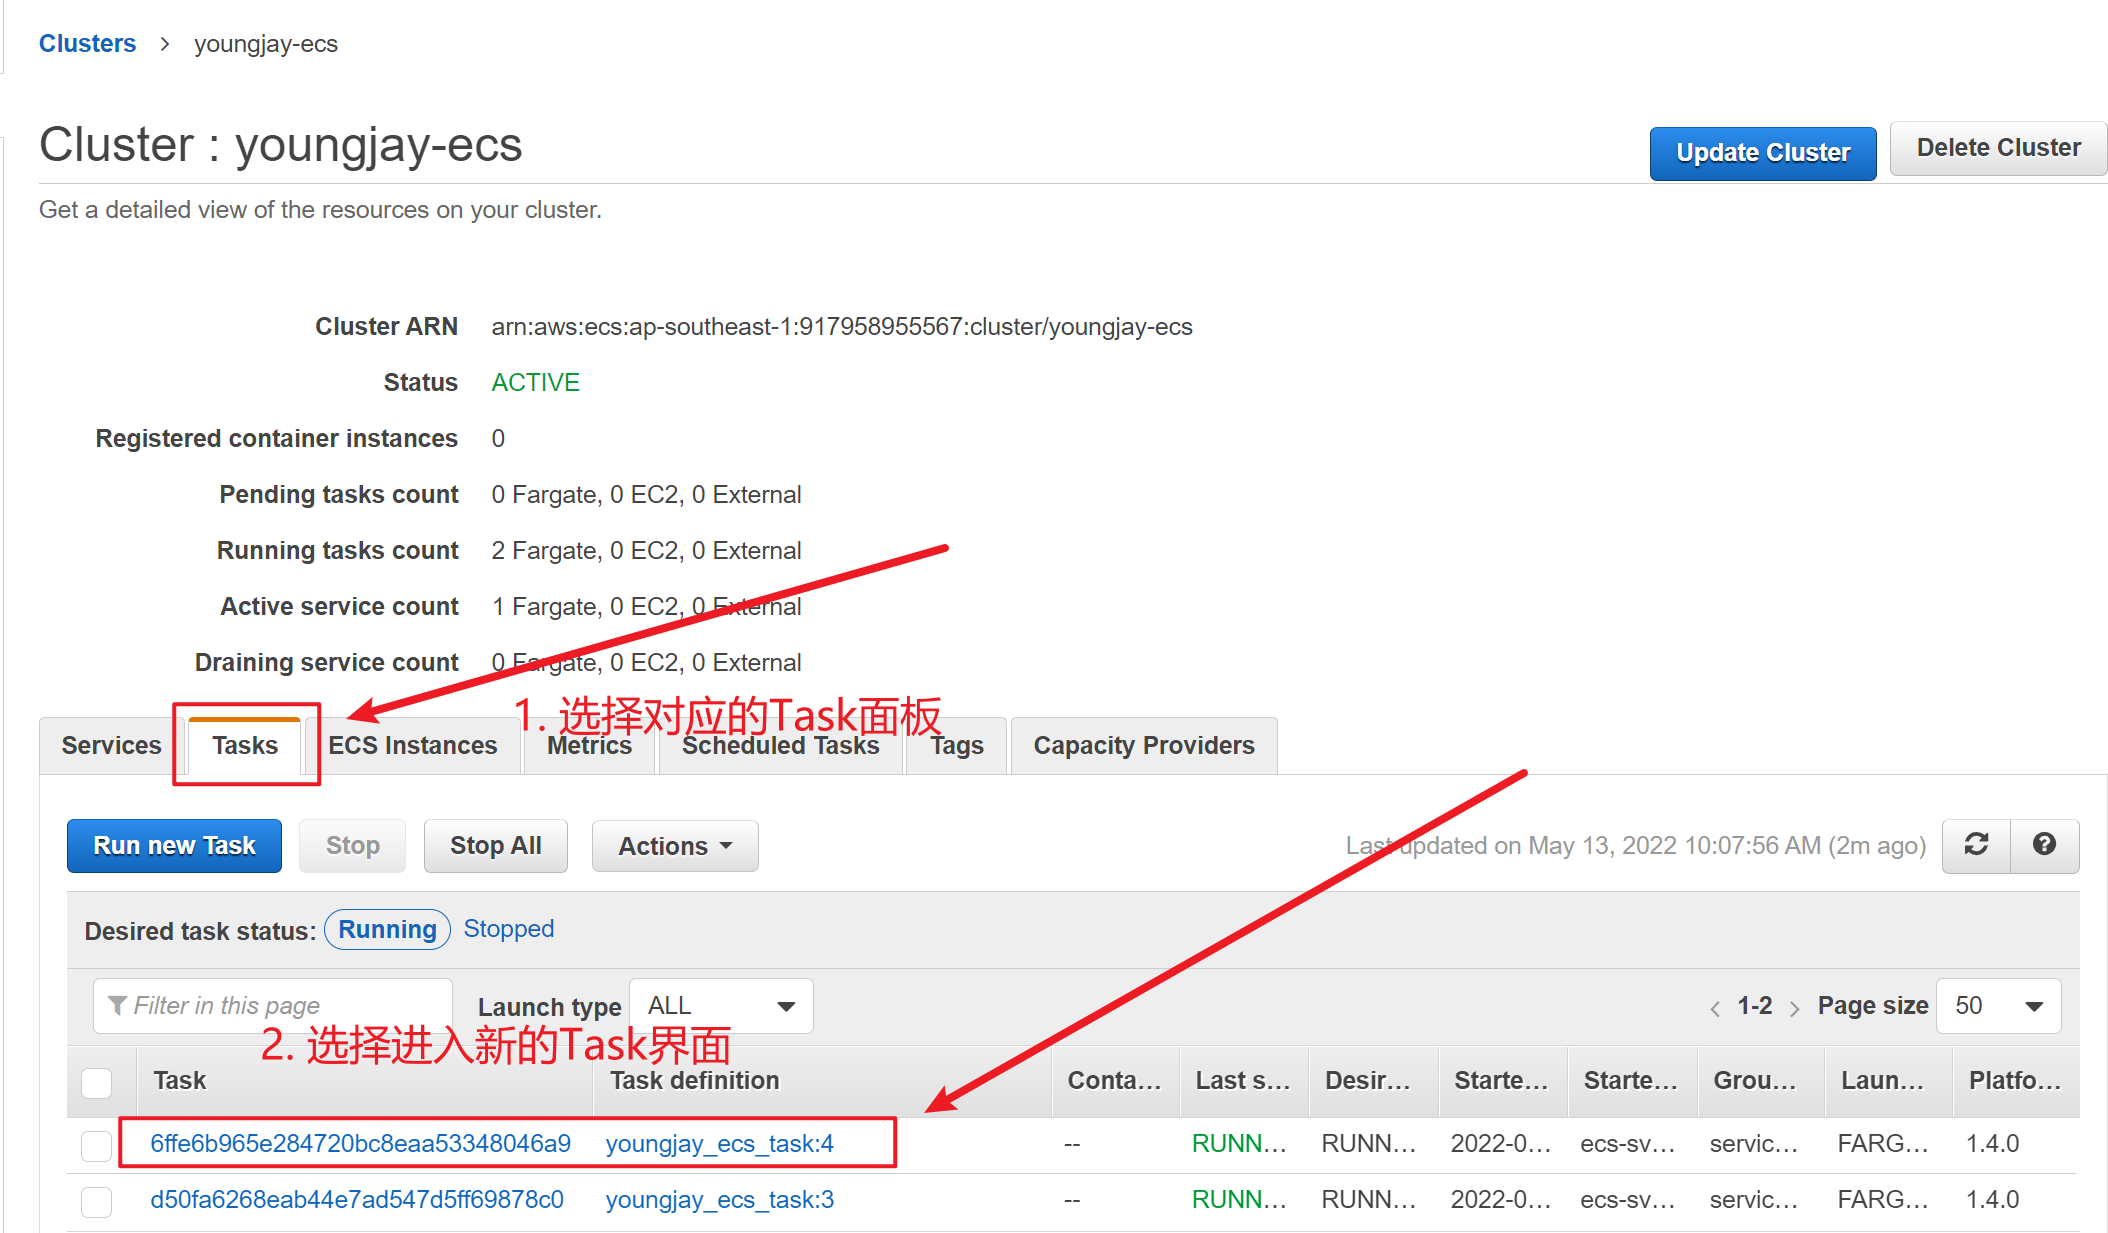 Clusters > youngjay-ecs
Cluster : youngjay-ecs
Update Cluster
Delete Cluster
Get a detailed view of the resources on your cluster.
Cluster ARN arn:aws:ecs:ap-southeast-1:917958955567:cluster/youngjay-ecs
Status ACTIVE
Registered container instances 0
Pending tasks count 0 Fargate, 0 EC2, 0 External
Running tasks count 2 Fargate, 0 EC2, 0 External
Active service count 1 Fargate, 0 EC2, 0 External
Draining service count 0 Fargate, 0 EC2, 0 External
1. 选择对应的Task面板
Services Tasks ECS Instances Metrics Scheduled Tasks Tags Capacity Providers
Run new Task Stop Stop All Actions Last updated on May 13, 2022 10:07:56 AM (2m ago)
Desired task status: Running Stopped
Filter in this page Launch type ALL < 1-2 > Page size 50
2. 选择进入新的Task界面
Task Task definition Conta... Last s... Desir... Starte... Starte... Grou... Laun... Platfo...
6ffe6b965e284720bc8eaa53348046a9 youngjay_ecs_task:4 -- RUNN... RUNN... 2022-0... ecs-sv... servic... FARG... 1.4.0
d50fa6268eab44e7ad547d5ff69878c0 youngjay_ecs_task:3 -- RUNN... RUNN... 2022-0... ecs-sv... servic... FARG... 1.4.0